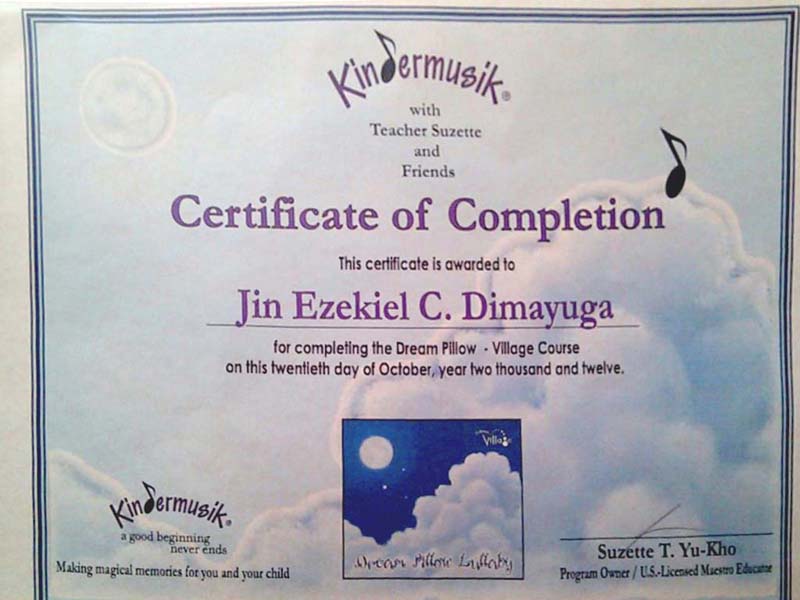 Kindermusik®
with
Teacher Suzette
and
Friends
Certificate of Completion
This certificate is awarded to
Jin Ezekiel C. Dimayuga
for completing the Dream Pillow - Village Course
on this twentieth day of October, year two thousand and twelve.
Village
Dream Pillow Lullaby
Kindermusik®
a good beginning
never ends
Making magical memories for you and your child
Suzette T. Yu-Kho
Program Owner / U.S.-Licensed Maestro Educator